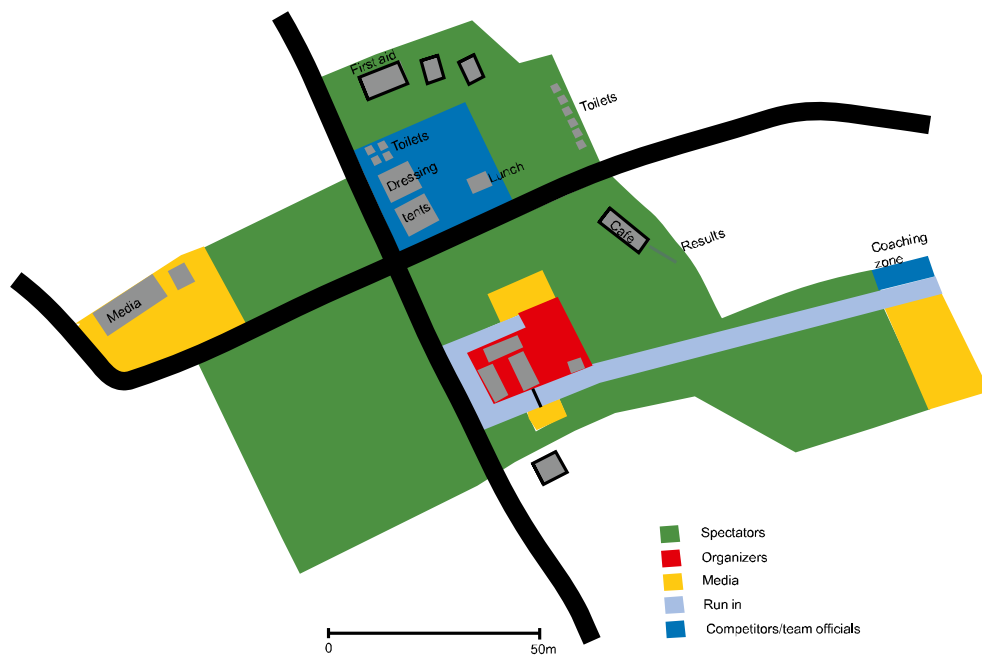 First aid
Toilets
Toilets
Dressing
Lunch
tents
Cafe
Results
Coaching
zone
Media
Spectators
Organizers
Media
Run in
Competitors/team officials
0
50m